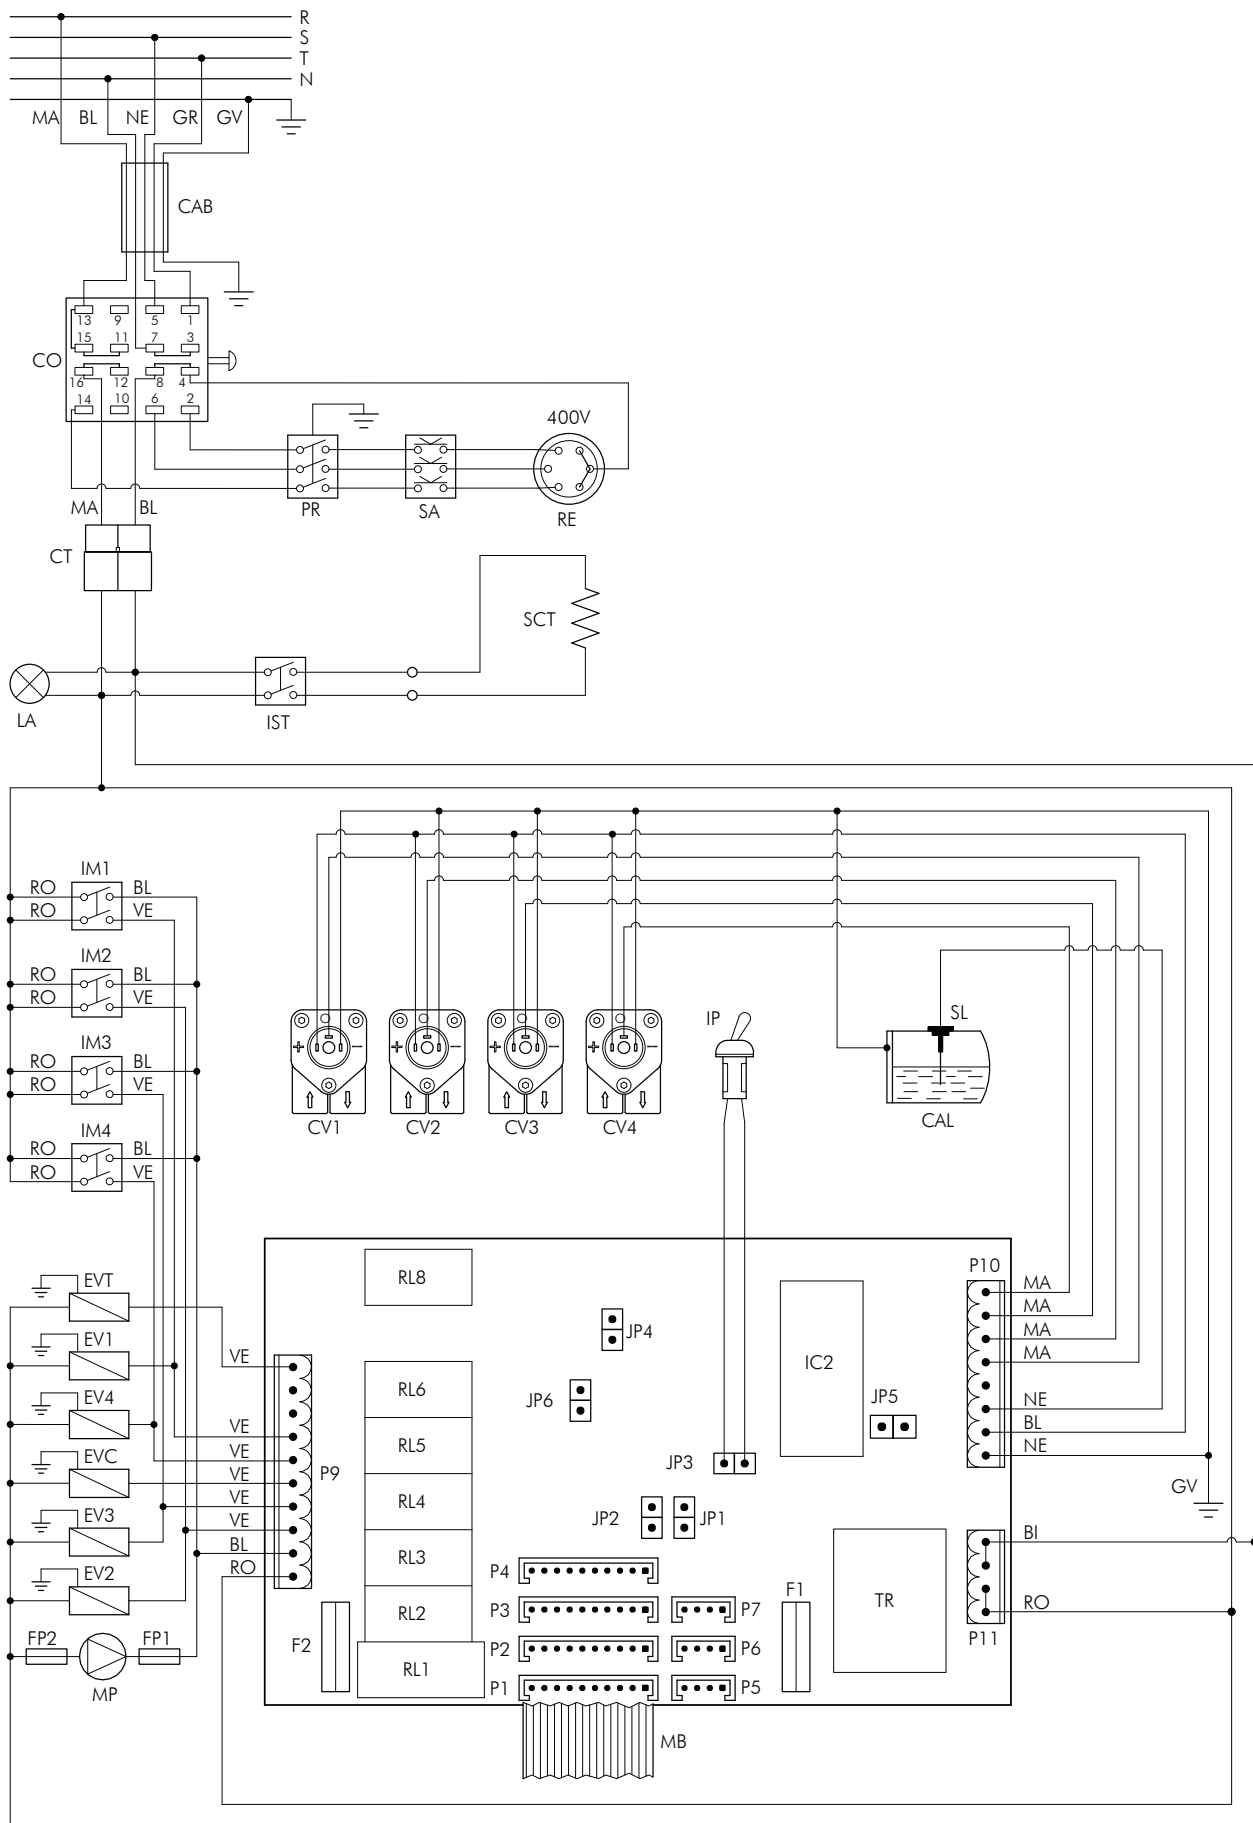 R
S
T
N
MA BL NE GR GV
CAB
13 9 5 1
15 11 7 3
CO
16 12 8 4
14 10 6 2
400V
PR SA RE
MA BL
CT
SCT
LA IST
IM1
RO BL
RO VE
IM2
RO BL
RO VE
IM3
RO BL
RO VE
IM4
RO BL
RO VE
IP SL
+ − + − + − + −
CV1 CV2 CV3 CV4 CAL
EVT
EV1
EV4
EVC
EV3
EV2
FP2 FP1
MP
VE
VE
VE
VE
VE
VE
BL
RO
P9
RL8
RL6
RL5
RL4
RL3
RL2
RL1
F2
JP4
JP6
JP3
JP2 JP1
IC2
JP5
P10
MA
MA
MA
MA
NE
BL
NE
GV
P4
P3 P7
P2 P6
P1 P5
F1
TR
BI
RO
P11
MB